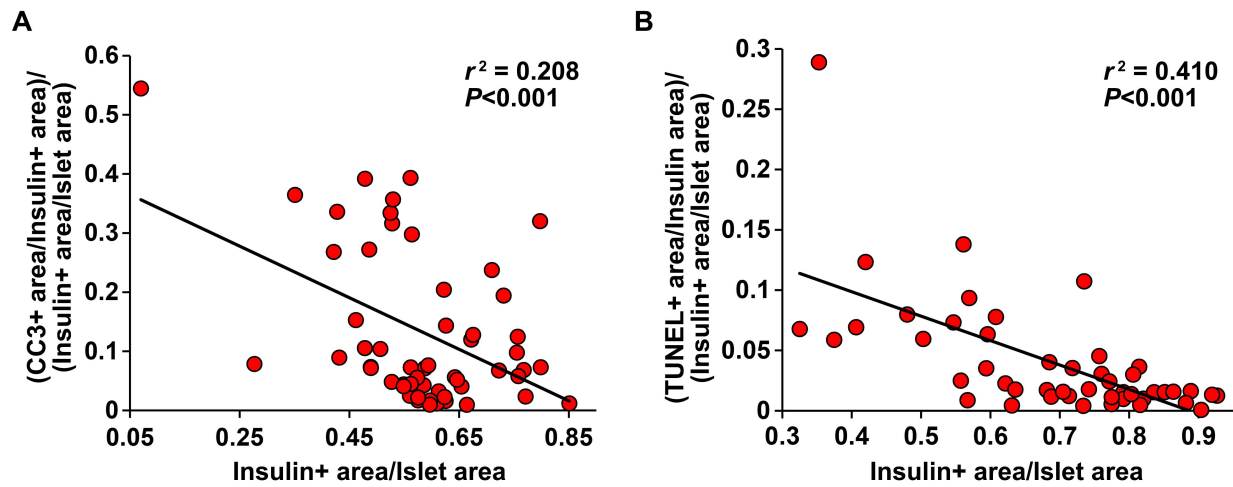 A
(CC3+ area/Insulin+ area)/
(Insulin+ area/Islet area)
0.6
0.5
0.4
0.3
0.2
0.1
0
r² = 0.208
P<0.001
0.05
0.25
0.45
0.65
0.85
Insulin+ area/Islet area
B
(TUNEL+ area/Insulin area)/
(Insulin+ area/Islet area)
0.3
0.25
0.2
0.15
0.1
0.05
0
r² = 0.410
P<0.001
0.3
0.4
0.5
0.6
0.7
0.8
0.9
Insulin+ area/Islet area